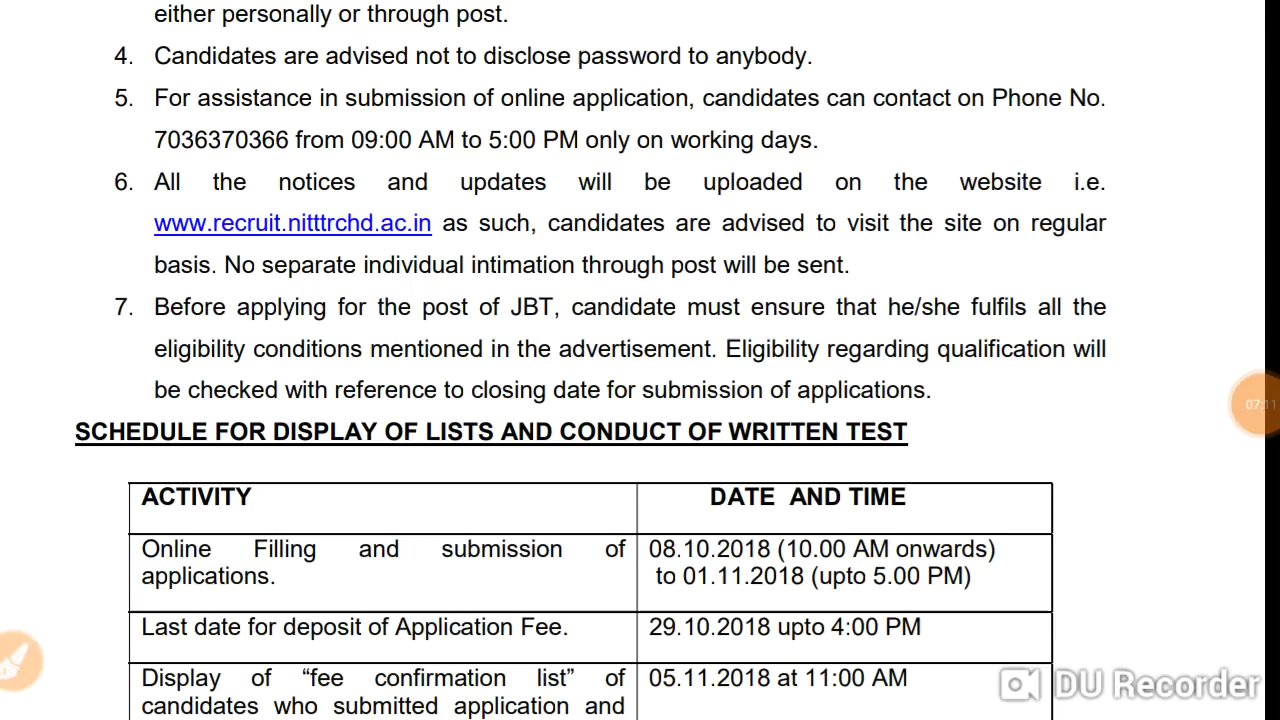 either personally or through post.
4. Candidates are advised not to disclose password to anybody.
5. For assistance in submission of online application, candidates can contact on Phone No.
7036370366 from 09:00 AM to 5:00 PM only on working days.
6. All the notices and updates will be uploaded on the website i.e.
www.recruit.nitttrchd.ac.in as such, candidates are advised to visit the site on regular
basis. No separate individual intimation through post will be sent.
7. Before applying for the post of JBT, candidate must ensure that he/she fulfils all the
eligibility conditions mentioned in the advertisement. Eligibility regarding qualification will
be checked with reference to closing date for submission of applications.
07:11
SCHEDULE FOR DISPLAY OF LISTS AND CONDUCT OF WRITTEN TEST
ACTIVITY DATE AND TIME
Online Filling and submission of 08.10.2018 (10.00 AM onwards)
applications. to 01.11.2018 (upto 5.00 PM)
Last date for deposit of Application Fee. 29.10.2018 upto 4:00 PM
Display of “fee confirmation list” of 05.11.2018 at 11:00 AM
candidates who submitted application and
DU Recorder